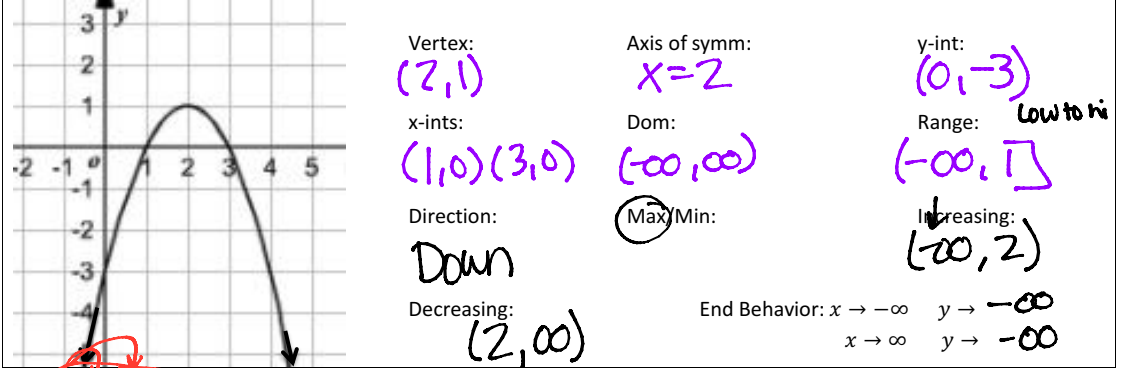 3 y
2
1
-2 -1 o 1 2 3 4 5
-1
-2
-3
-4
Vertex: Axis of symm: y-int:
(2,1) x=2 (0,-3)
low to hi
x-ints: Dom: Range:
(1,0)(3,0) (-∞,∞) (-∞,1]
Direction: Max/Min: Increasing:
Down (-∞,2)
Decreasing: End Behavior: x → −∞ y → -∞
(2,∞) x → ∞ y → -∞